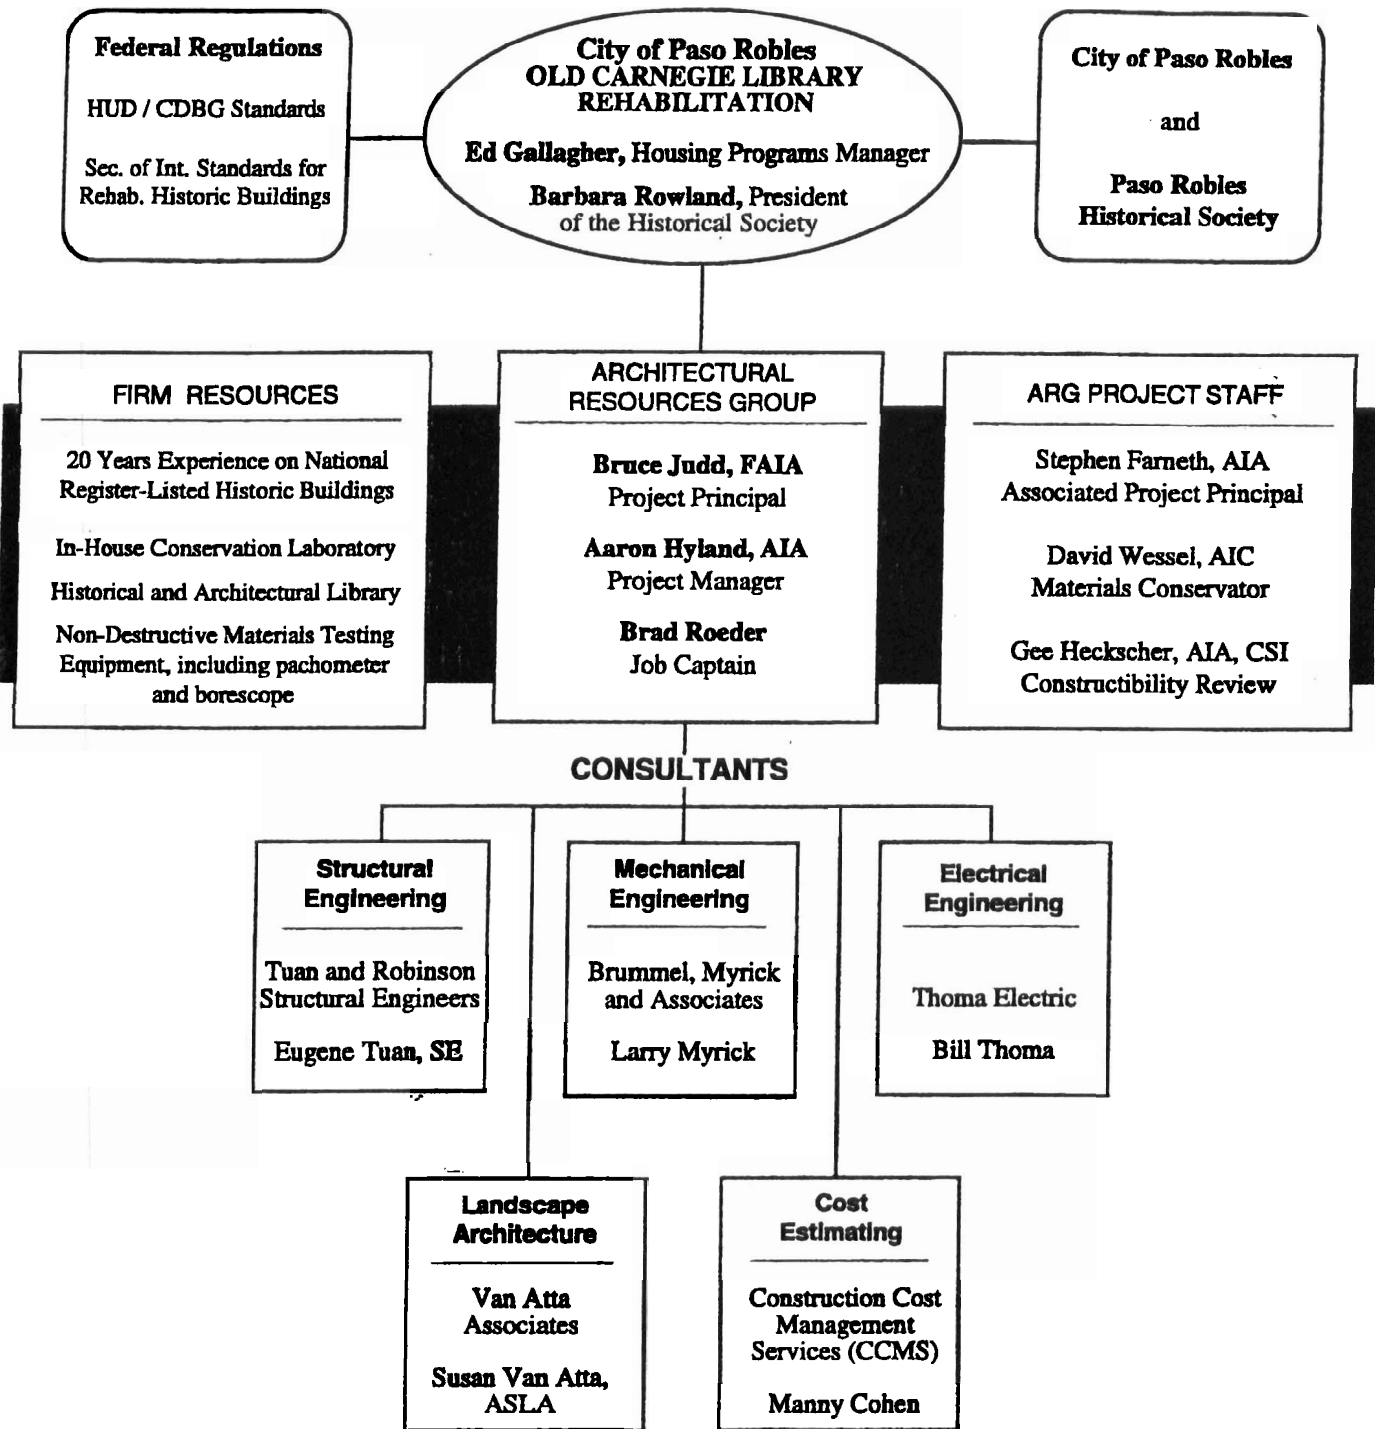 Federal Regulations
HUD / CDBG Standards
Sec. of Int. Standards for
Rehab. Historic Buildings
City of Paso Robles
OLD CARNEGIE LIBRARY
REHABILITATION
Ed Gallagher, Housing Programs Manager
Barbara Rowland, President
of the Historical Society
City of Paso Robles
and
Paso Robles
Historical Society
FIRM RESOURCES
20 Years Experience on National
Register-Listed Historic Buildings
In-House Conservation Laboratory
Historical and Architectural Library
Non-Destructive Materials Testing
Equipment, including pachometer
and borescope
ARCHITECTURAL
RESOURCES GROUP
Bruce Judd, FAIA
Project Principal
Aaron Hyland, AIA
Project Manager
Brad Roeder
Job Captain
ARG PROJECT STAFF
Stephen Farneth, AIA
Associated Project Principal
David Wessel, AIC
Materials Conservator
Gee Heckscher, AIA, CSI
Constructibility Review
CONSULTANTS
Structural
Engineering
Tuan and Robinson
Structural Engineers
Eugene Tuan, SE
Mechanical
Engineering
Brummel, Myrick
and Associates
Larry Myrick
Electrical
Engineering
Thoma Electric
Bill Thoma
Landscape
Architecture
Van Atta
Associates
Susan Van Atta,
ASLA
Cost
Estimating
Construction Cost
Management
Services (CCMS)
Manny Cohen